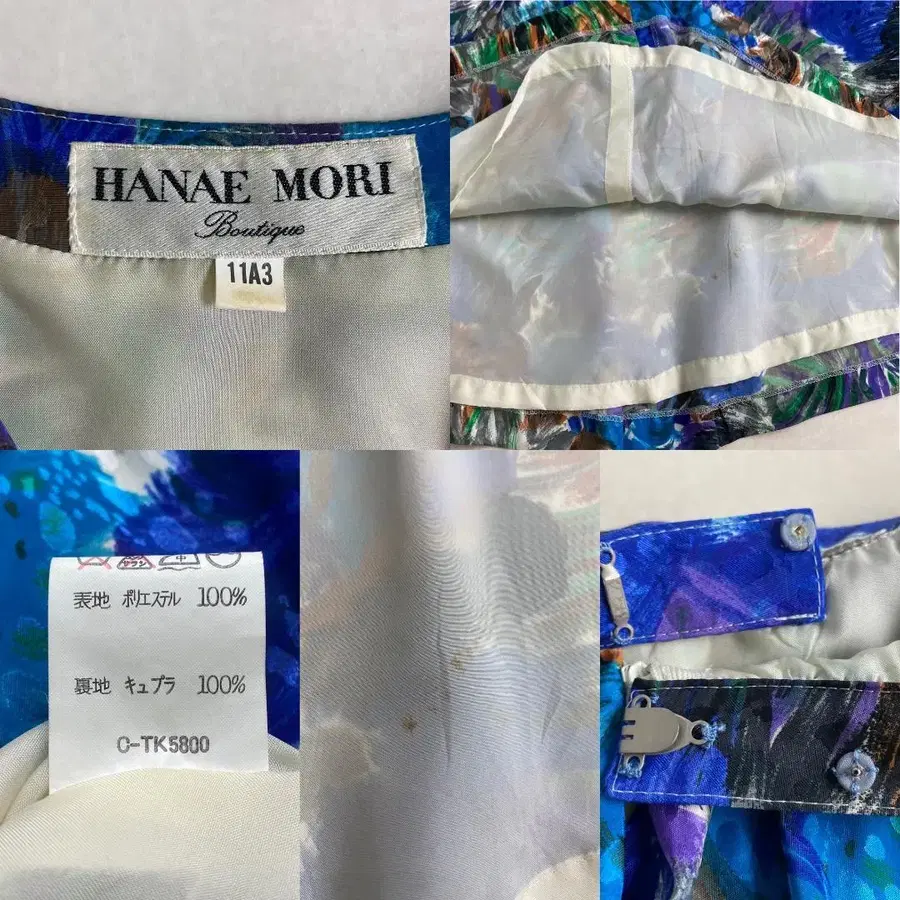 HANAE MORI
Boutique
11A3
表地 ポリエステル 100%
裏地 キュプラ 100%
C-TK5800